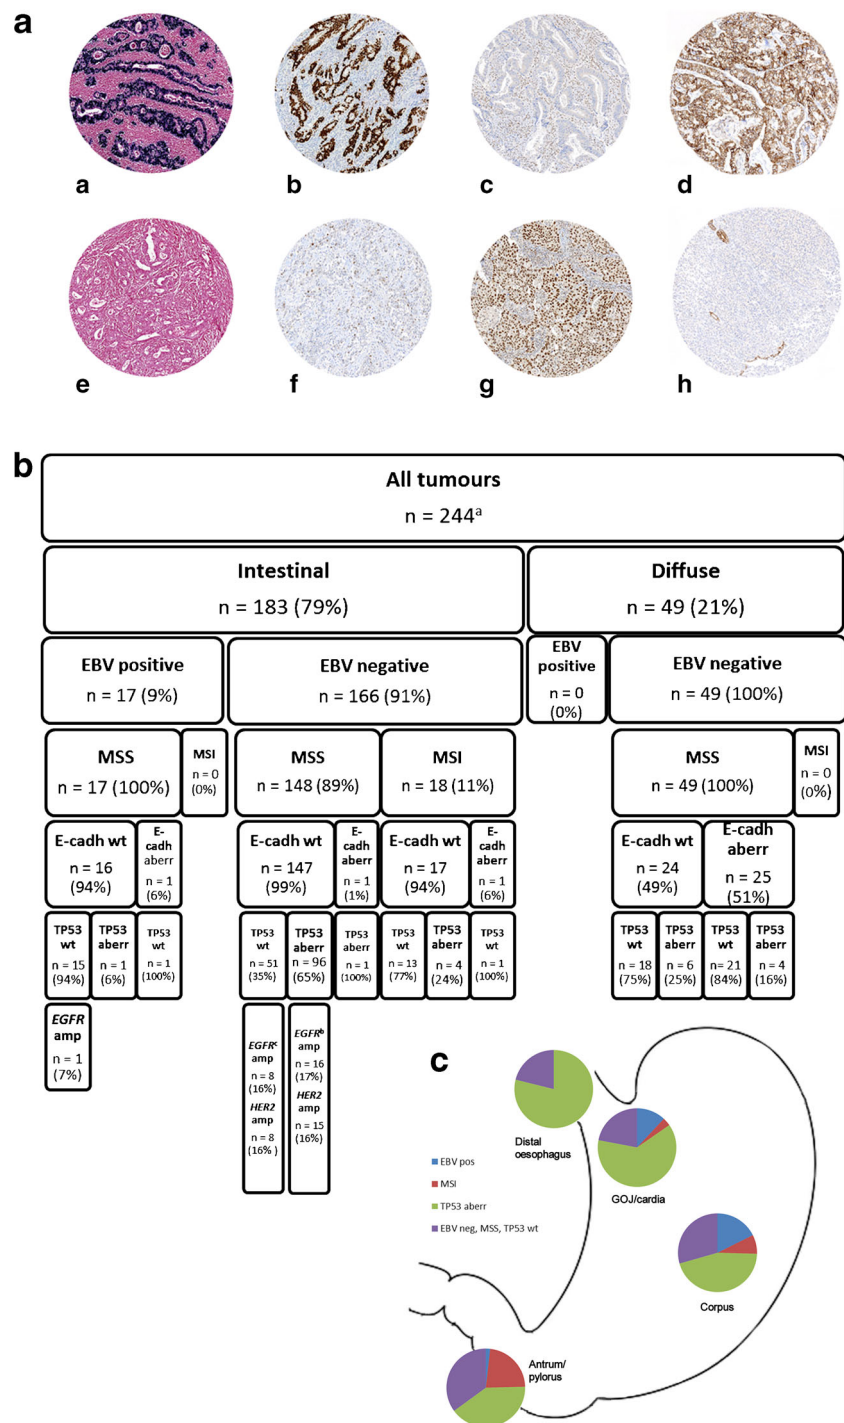 a
a
b
c
d
e
f
g
h
b
All tumours
n = 244ᵃ
Intestinal
n = 183 (79%)
Diffuse
n = 49 (21%)
EBV positive
n = 17 (9%)
EBV negative
n = 166 (91%)
EBV
positive
n = 0
(0%)
EBV negative
n = 49 (100%)
MSS
n = 17 (100%)
MSI
n = 0
(0%)
MSS
n = 148 (89%)
MSI
n = 18 (11%)
MSS
n = 49 (100%)
MSI
n = 0
(0%)
E-cadh wt
n = 16
(94%)
E-
cadh
aberr
n = 1
(6%)
E-cadh wt
n = 147
(99%)
E-
cadh
aberr
n = 1
(1%)
E-cadh wt
n = 17
(94%)
E-
cadh
aberr
n = 1
(6%)
E-cadh wt
n = 24
(49%)
E-cadh
aberr
n = 25
(51%)
TP53
wt
n = 15
(94%)
TP53
aberr
n = 1
(6%)
TP53
wt
n = 1
(100%)
TP53
wt
n = 51
(35%)
TP53
aberr
n = 96
(65%)
TP53
aberr
n = 1
(100%)
TP53
wt
n = 13
(77%)
TP53
aberr
n = 4
(24%)
TP53
wt
n = 1
(100%)
TP53
wt
n = 18
(75%)
TP53
aberr
n = 6
(25%)
TP53
wt
n = 21
(84%)
TP53
aberr
n = 4
(16%)
EGFR
amp
n = 1
(7%)
EGFRᶜ
amp
n = 8
(16%)
HER2
amp
n = 8
(16%)
EGFRᵇ
amp
n = 16
(17%)
HER2
amp
n = 15
(16%)
c
Distal
oesophagus
EBV pos
MSI
TP53 aberr
EBV neg, MSS, TP53 wt
GOJ/cardia
Corpus
Antrum/
pylorus